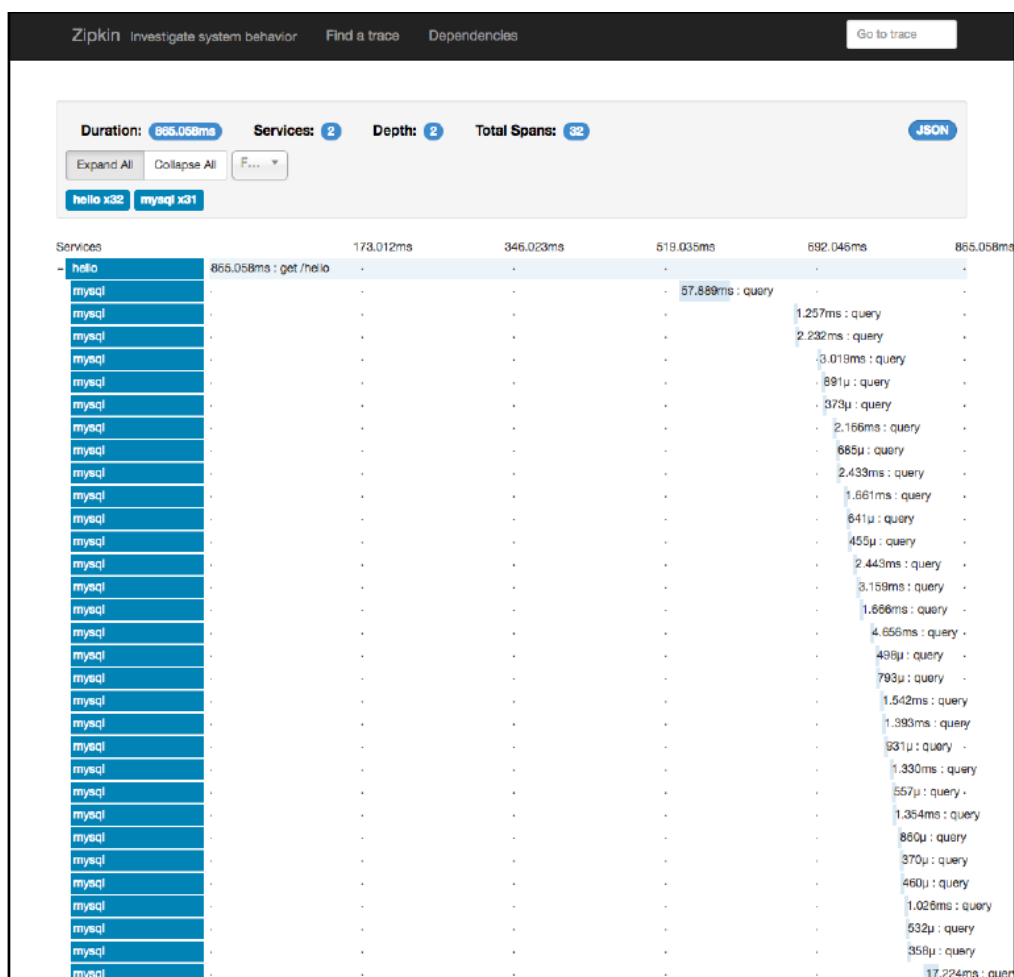 Zipkin Investigate system behavior Find a trace Dependencies Go to trace
Duration: 865.058ms Services: 2 Depth: 2 Total Spans: 32 JSON
Expand All Collapse All F...
hello x32 mysql x31
Services 173.012ms 346.023ms 519.035ms 692.046ms 865.058ms
- hello 865.058ms : get /hello
mysql 57.889ms : query
mysql 1.257ms : query
mysql 2.232ms : query
mysql 3.019ms : query
mysql 891µ : query
mysql 373µ : query
mysql 2.166ms : query
mysql 685µ : query
mysql 2.433ms : query
mysql 1.661ms : query
mysql 641µ : query
mysql 455µ : query
mysql 2.443ms : query
mysql 3.159ms : query
mysql 1.666ms : query
mysql 4.656ms : query
mysql 498µ : query
mysql 793µ : query
mysql 1.542ms : query
mysql 1.393ms : query
mysql 931µ : query
mysql 1.330ms : query
mysql 557µ : query
mysql 1.354ms : query
mysql 860µ : query
mysql 370µ : query
mysql 460µ : query
mysql 1.026ms : query
mysql 532µ : query
mysql 358µ : query
mysql 17.224ms : quer